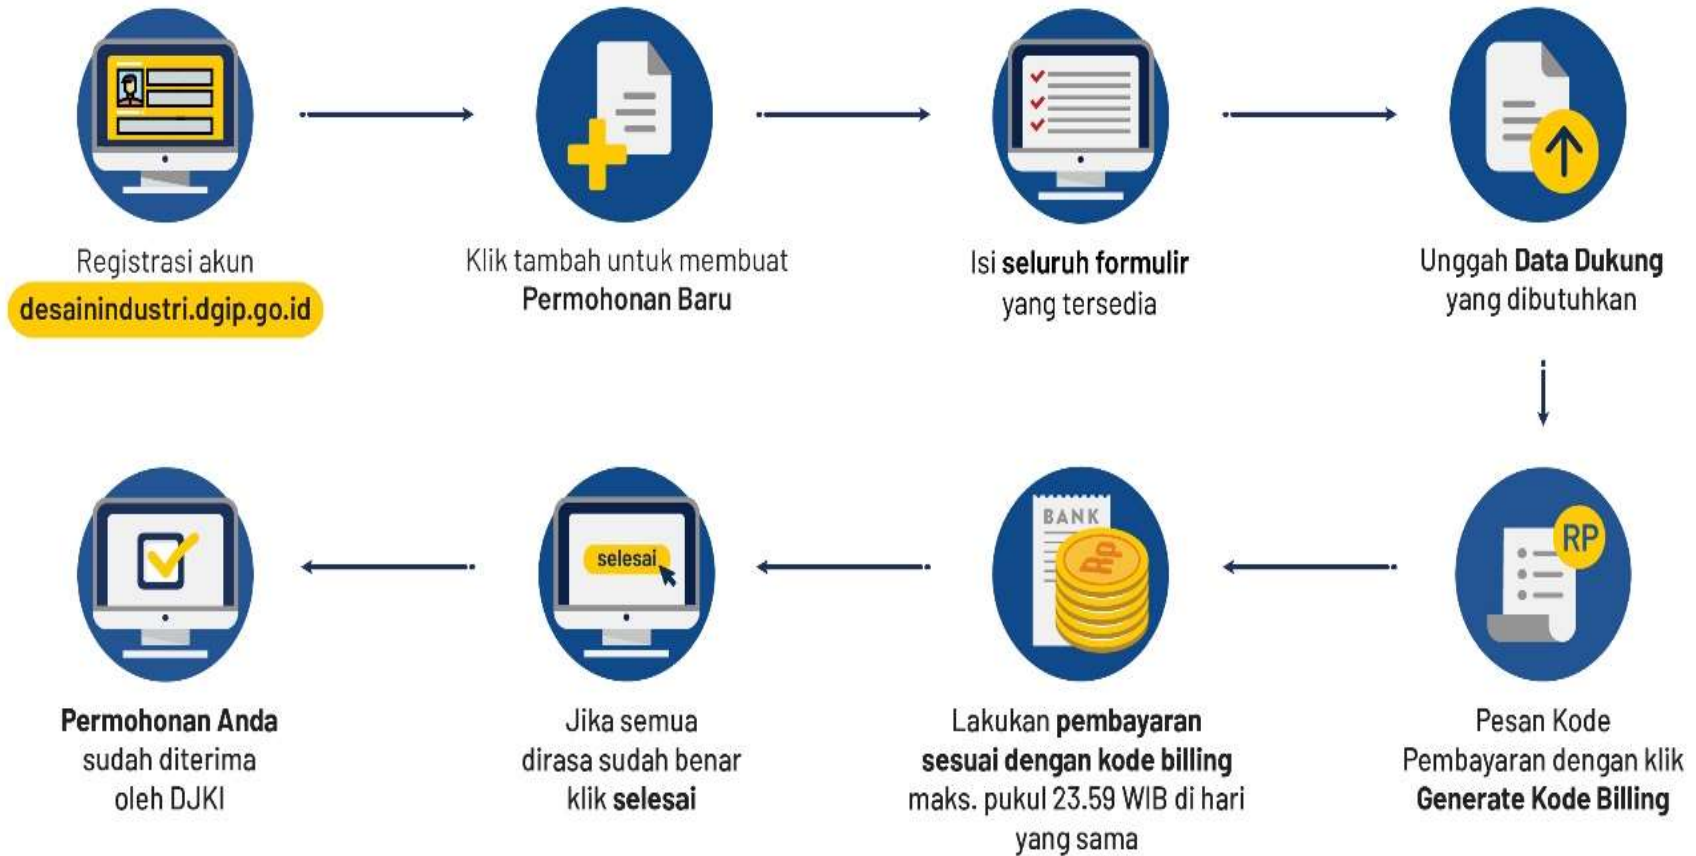 Registrasi akun
desainindustri.dgip.go.id
Klik tambah untuk membuat
Permohonan Baru
Isi seluruh formulir
yang tersedia
Unggah Data Dukung
yang dibutuhkan
RP
Pesan Kode
Pembayaran dengan klik
Generate Kode Billing
BANK
Rp
Lakukan pembayaran
sesuai dengan kode billing
maks. pukul 23.59 WIB di hari
yang sama
selesai
Jika semua
dirasa sudah benar
klik selesai
Permohonan Anda
sudah diterima
oleh DJKI